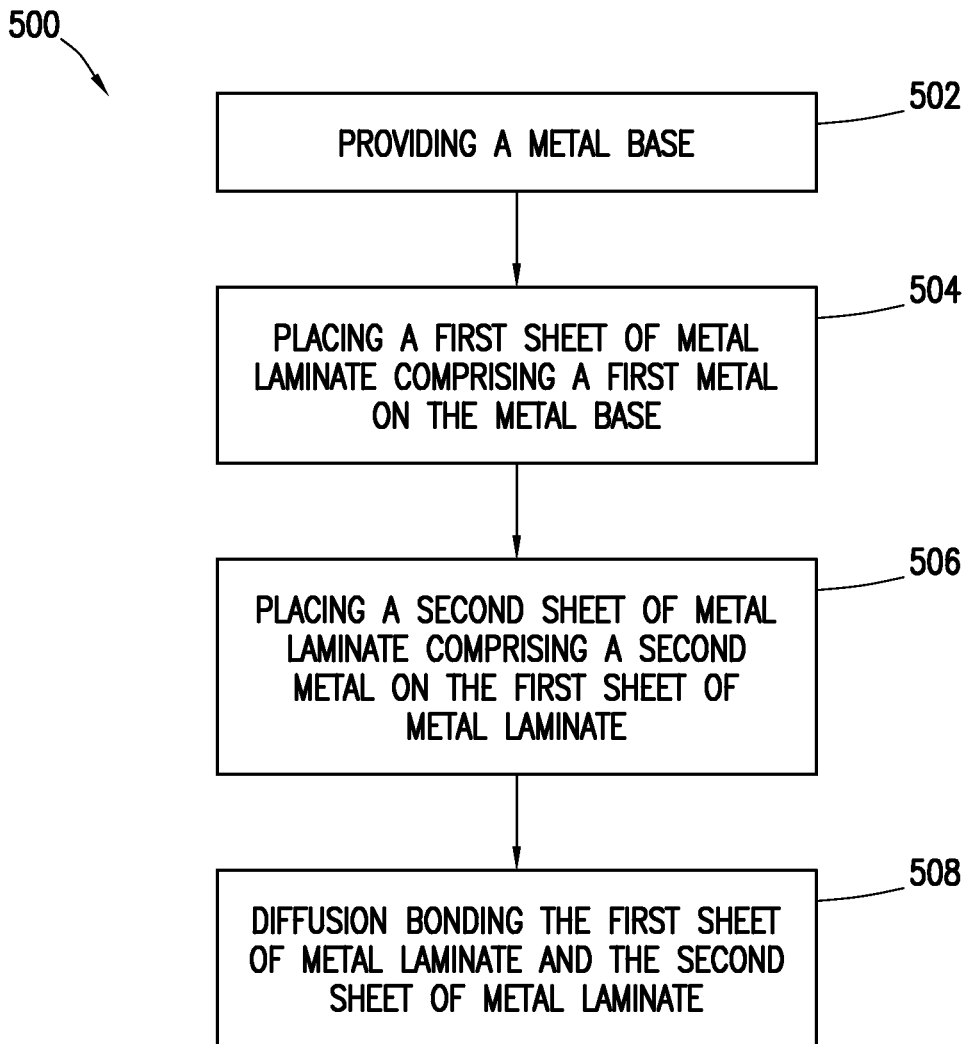 500
502
PROVIDING A METAL BASE
504
PLACING A FIRST SHEET OF METAL
LAMINATE COMPRISING A FIRST METAL
ON THE METAL BASE
506
PLACING A SECOND SHEET OF METAL
LAMINATE COMPRISING A SECOND
METAL ON THE FIRST SHEET OF
METAL LAMINATE
508
DIFFUSION BONDING THE FIRST SHEET
OF METAL LAMINATE AND THE SECOND
SHEET OF METAL LAMINATE